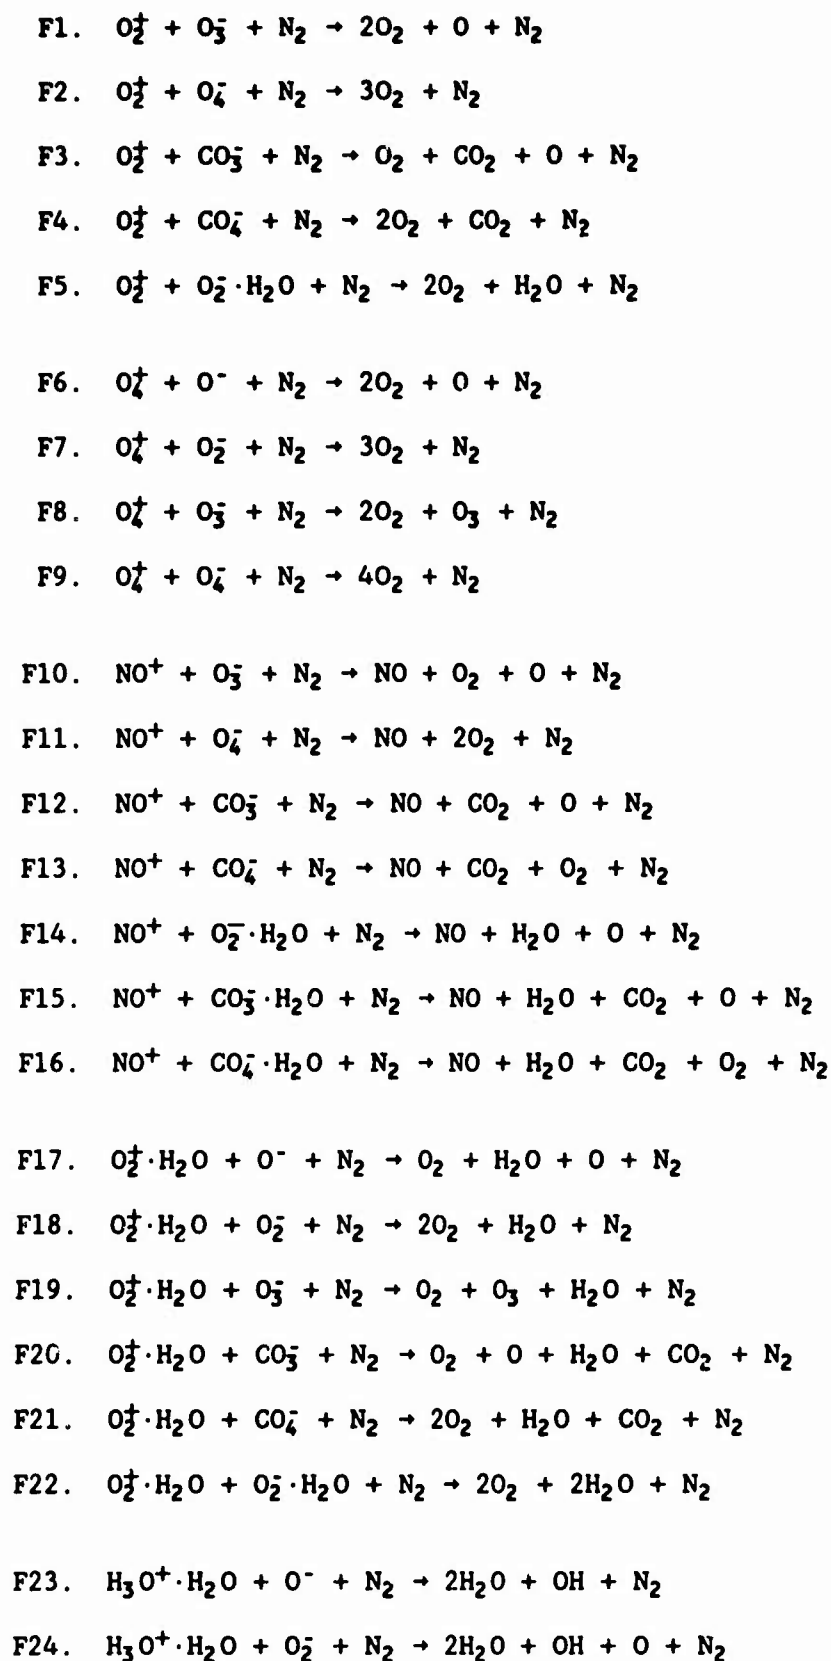 F1. O₂⁺ + O₃⁻ + N₂ → 2O₂ + O + N₂
F2. O₂⁺ + O₄⁻ + N₂ → 3O₂ + N₂
F3. O₂⁺ + CO₃⁻ + N₂ → O₂ + CO₂ + O + N₂
F4. O₂⁺ + CO₄⁻ + N₂ → 2O₂ + CO₂ + N₂
F5. O₂⁺ + O₂⁻·H₂O + N₂ → 2O₂ + H₂O + N₂
F6. O₄⁺ + O⁻ + N₂ → 2O₂ + O + N₂
F7. O₄⁺ + O₂⁻ + N₂ → 3O₂ + N₂
F8. O₄⁺ + O₃⁻ + N₂ → 2O₂ + O₃ + N₂
F9. O₄⁺ + O₄⁻ + N₂ → 4O₂ + N₂
F10. NO⁺ + O₃⁻ + N₂ → NO + O₂ + O + N₂
F11. NO⁺ + O₄⁻ + N₂ → NO + 2O₂ + N₂
F12. NO⁺ + CO₃⁻ + N₂ → NO + CO₂ + O + N₂
F13. NO⁺ + CO₄⁻ + N₂ → NO + CO₂ + O₂ + N₂
F14. NO⁺ + O₂⁻·H₂O + N₂ → NO + H₂O + O + N₂
F15. NO⁺ + CO₃⁻·H₂O + N₂ → NO + H₂O + CO₂ + O + N₂
F16. NO⁺ + CO₄⁻·H₂O + N₂ → NO + H₂O + CO₂ + O₂ + N₂
F17. O₂⁺·H₂O + O⁻ + N₂ → O₂ + H₂O + O + N₂
F18. O₂⁺·H₂O + O₂⁻ + N₂ → 2O₂ + H₂O + N₂
F19. O₂⁺·H₂O + O₃⁻ + N₂ → O₂ + O₃ + H₂O + N₂
F20. O₂⁺·H₂O + CO₃⁻ + N₂ → O₂ + O + H₂O + CO₂ + N₂
F21. O₂⁺·H₂O + CO₄⁻ + N₂ → 2O₂ + H₂O + CO₂ + N₂
F22. O₂⁺·H₂O + O₂⁻·H₂O + N₂ → 2O₂ + 2H₂O + N₂
F23. H₃O⁺·H₂O + O⁻ + N₂ → 2H₂O + OH + N₂
F24. H₃O⁺·H₂O + O₂⁻ + N₂ → 2H₂O + OH + O + N₂